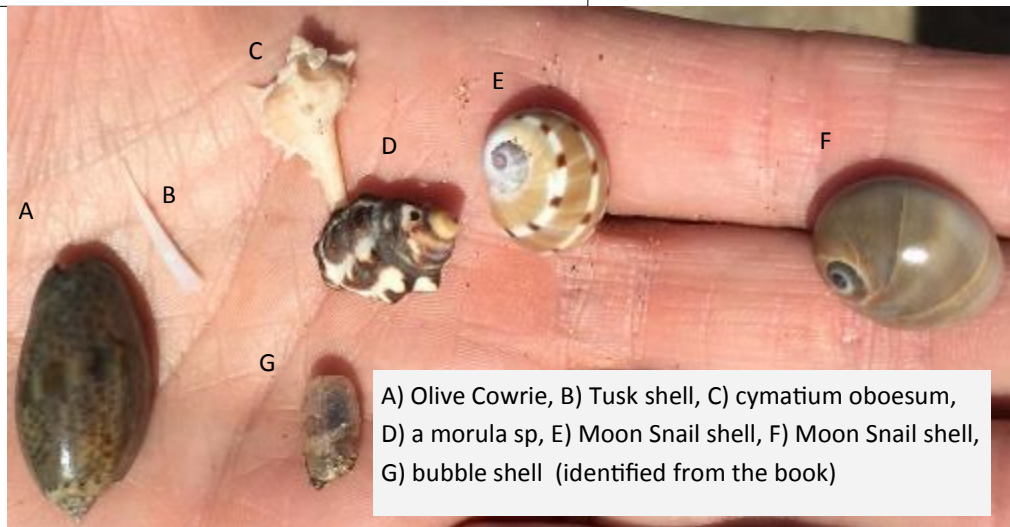 C
E
D
F
B
A
G
A) Olive Cowrie, B) Tusk shell, C) cymatium oboesum,
D) a morula sp, E) Moon Snail shell, F) Moon Snail shell,
G) bubble shell  (identified from the book)